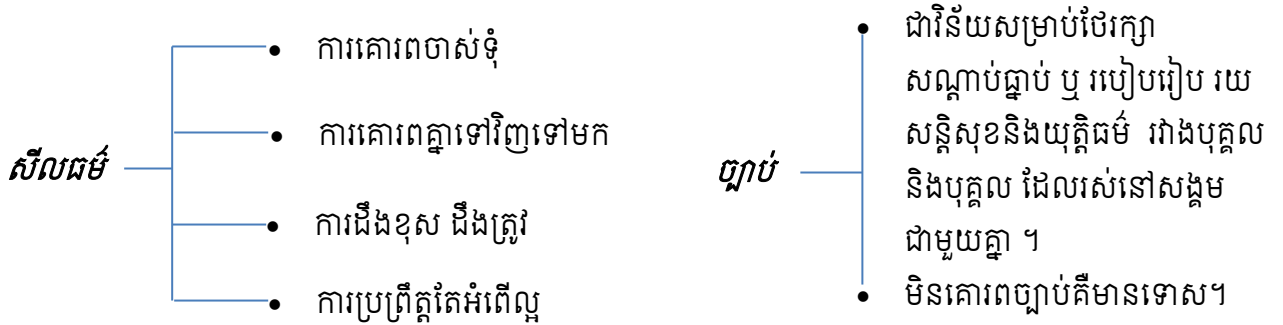 សីលធម៌
• ការគោរពចាស់ទុំ
• ការគោរពគ្នាទៅវិញទៅមក
• ការដឹងខុស ដឹងត្រូវ
• ការប្រព្រឹត្តតែអំពើល្អ
ច្បាប់
• ជាវិន័យសម្រាប់ថែរក្សា
សណ្តាប់ធ្នាប់ ឬ របៀបរៀប រយ
សន្តិសុខនិងយុត្តិធម៌ រវាងបុគ្គល
និងបុគ្គល ដែលរស់នៅសង្គម
ជាមួយគ្នា ។
• មិនគោរពច្បាប់គឺមានទោស។